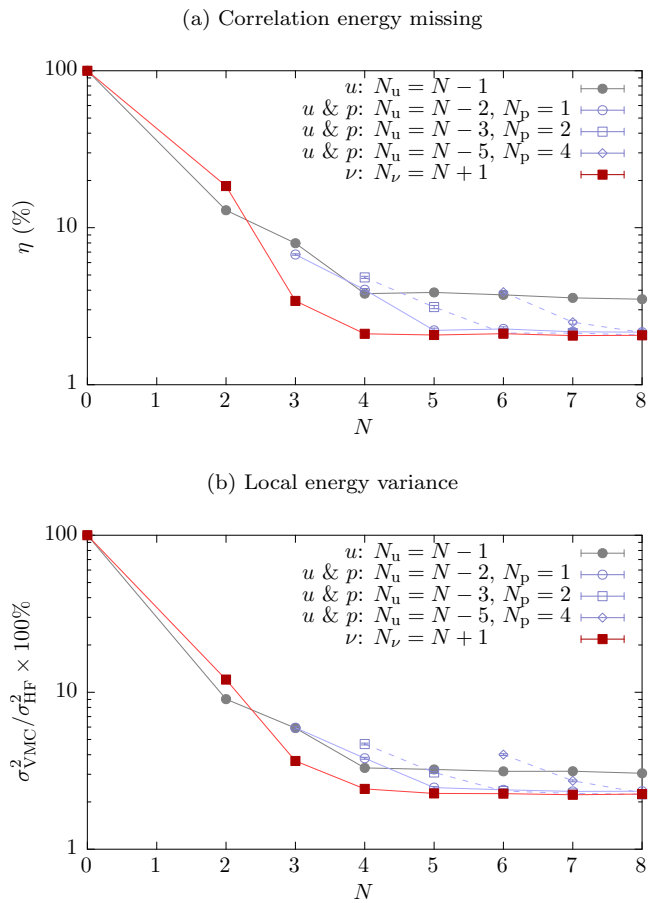 (a) Correlation energy missing
100
10
1
η (%)
u: N_u = N − 1
u & p: N_u = N − 2, N_p = 1
u & p: N_u = N − 3, N_p = 2
u & p: N_u = N − 5, N_p = 4
ν: N_ν = N + 1
0 1 2 3 4 5 6 7 8
N
(b) Local energy variance
100
10
1
σ²_VMC/σ²_HF × 100%
u: N_u = N − 1
u & p: N_u = N − 2, N_p = 1
u & p: N_u = N − 3, N_p = 2
u & p: N_u = N − 5, N_p = 4
ν: N_ν = N + 1
0 1 2 3 4 5 6 7 8
N